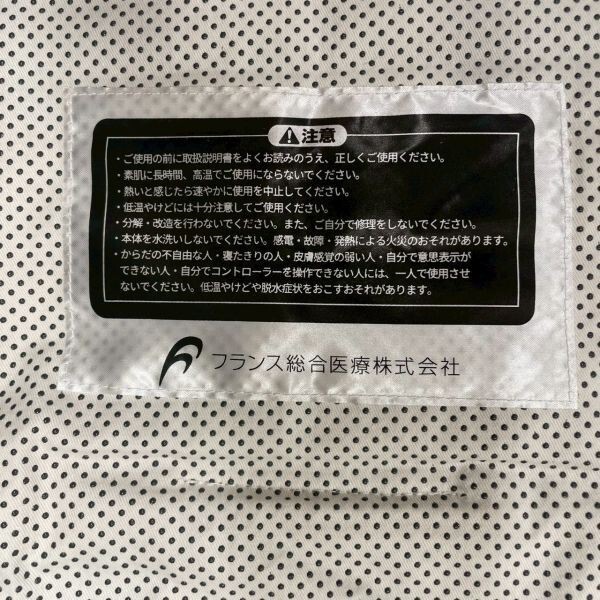 注意
・ご使用の前に取扱説明書をよくお読みのうえ、正しくご使用ください。
・素肌に長時間、高温でご使用にならないでください。
・熱いと感じたら速やかに使用を中止してください。
・低温やけどには十分注意してご使用ください。
・分解・改造を行わないでください。また、ご自分で修理をしないでください。
・本体を水洗いしないでください。感電・故障・発熱による火災のおそれがあります。
・からだの不自由な人・寝たきりの人・皮膚感覚の弱い人・自分で意思表示が
できない人・自分でコントローラーを操作できない人には、一人で使用させ
ないでください。低温やけどや脱水症状をおこすおそれがあります。
フランス総合医療株式会社